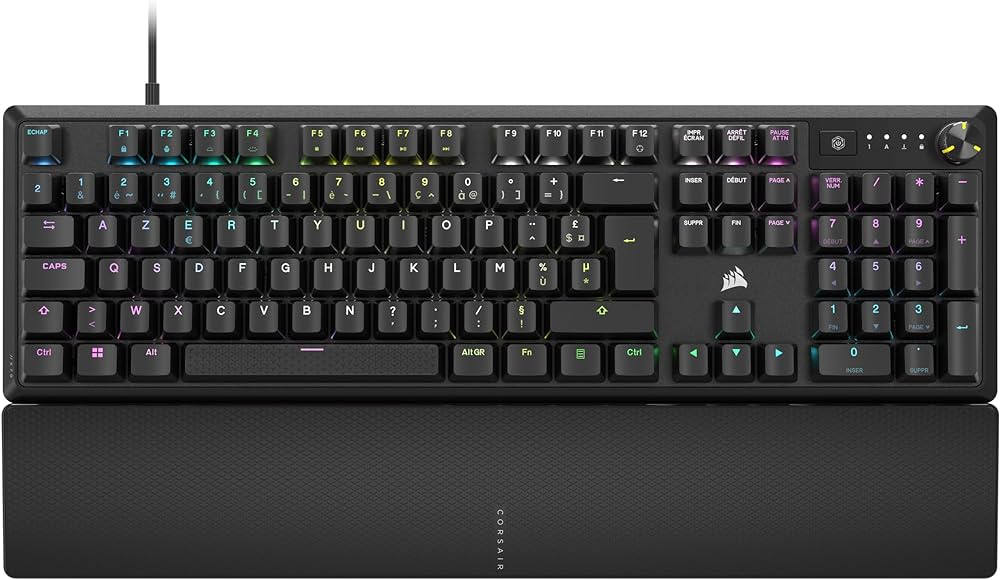 ECHAP F1 F2 F3 F4 F5 F6 F7 F8 F9 F10 F11 F12 IMPR ÉCRAN ARRÊT DÉFIL PAUSE ATTN 1 A
2 1 & 2 é ~ 3 " # 4 ' { 5 ( [ 6 - | 7 è ` 8 _ \ 9 ç ^ 0 à @ ° ) ] + = } INSER DÉBUT PAGE VERR. NUM / * -
A Z E € R T Y U I O P ¨ ^ £ $ ¤ SUPPR FIN PAGE 7 DÉBUT 8 9 PAGE +
CAPS Q S D F G H J K L M % ù µ * 4 5 6
> < W X C V B N ? , . ; / : § ! 1 FIN 2 3 PAGE
Ctrl Alt Alt GR Fn Ctrl 0 INSER . SUPPR
CORSAIR